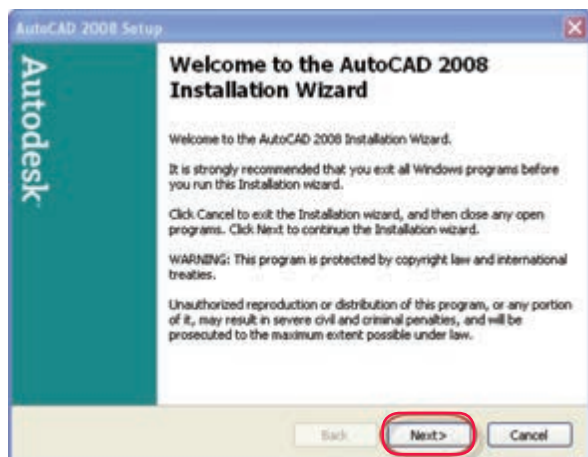 AutoCAD 2008 Setup
Autodesk
Welcome to the AutoCAD 2008
Installation Wizard
Welcome to the AutoCAD 2008 Installation Wizard.
It is strongly recommended that you exit all Windows programs before
you run this Installation wizard.
Click Cancel to exit the Installation wizard, and then close any open
programs. Click Next to continue the Installation wizard.
WARNING: This program is protected by copyright law and international
treaties.
Unauthorized reproduction or distribution of this program, or any portion
of it, may result in severe civil and criminal penalties, and will be
prosecuted to the maximum extent possible under law.
Back Next> Cancel